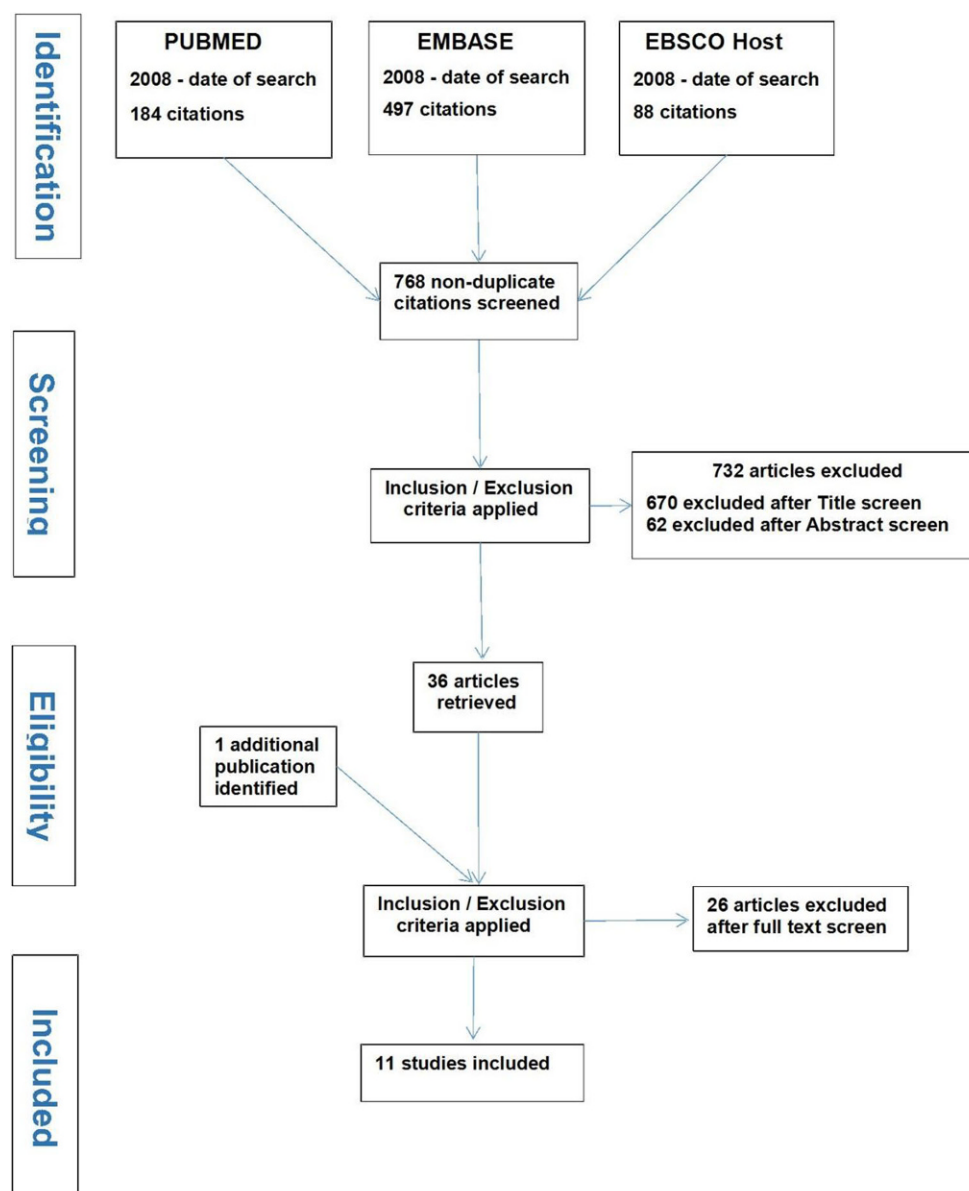 Identification
PUBMED
2008 - date of search
184 citations
EMBASE
2008 - date of search
497 citations
EBSCO Host
2008 - date of search
88 citations
768 non-duplicate
citations screened
Screening
Inclusion / Exclusion
criteria applied
732 articles excluded
670 excluded after Title screen
62 excluded after Abstract screen
Eligibility
36 articles
retrieved
1 additional
publication
identified
Inclusion / Exclusion
criteria applied
26 articles excluded
after full text screen
Included
11 studies included